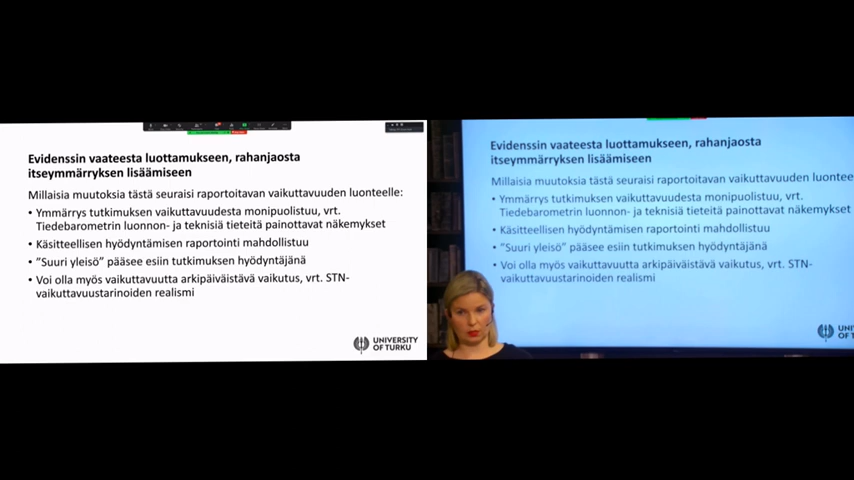 Evidenssin vaateesta luottamukseen, rahanjaosta
itseymmärryksen lisäämiseen
Millaisia muutoksia tästä seuraisi raportoitavan vaikuttavuuden luonteelle:
• Ymmärrys tutkimuksen vaikuttavuudesta monipuolistuu, vrt.
Tiedebarometrin luonnon- ja teknisiä tieteitä painottavat näkemykset
• Käsitteellisen hyödyntämisen raportointi mahdollistuu
• ”Suuri yleisö” pääsee esiin tutkimuksen hyödyntäjänä
• Voi olla myös vaikuttavuutta arkipäiväistävä vaikutus, vrt. STN-
vaikuttavuustarinoiden realismi
UNIVERSITY
OF TURKU
Evidenssin vaateesta luottamukseen, rahanjaosta
itseymmärryksen lisäämiseen
Millaisia muutoksia tästä seuraisi raportoitavan vaikuttavuuden luontee
• Ymmärrys tutkimuksen vaikuttavuudesta monipuolistuu, vrt.
Tiedebarometrin luonnon- ja teknisiä tieteitä painottavat näkemykset
• Käsitteellisen hyödyntämisen raportointi mahdollistuu
• ”Suuri yleisö” pääsee esiin tutkimuksen hyödyntäjänä
• Voi olla myös vaikuttavuutta arkipäiväistävä vaikutus, vrt. STN-
vaikuttavuustarinoiden realismi
UNI
OF T